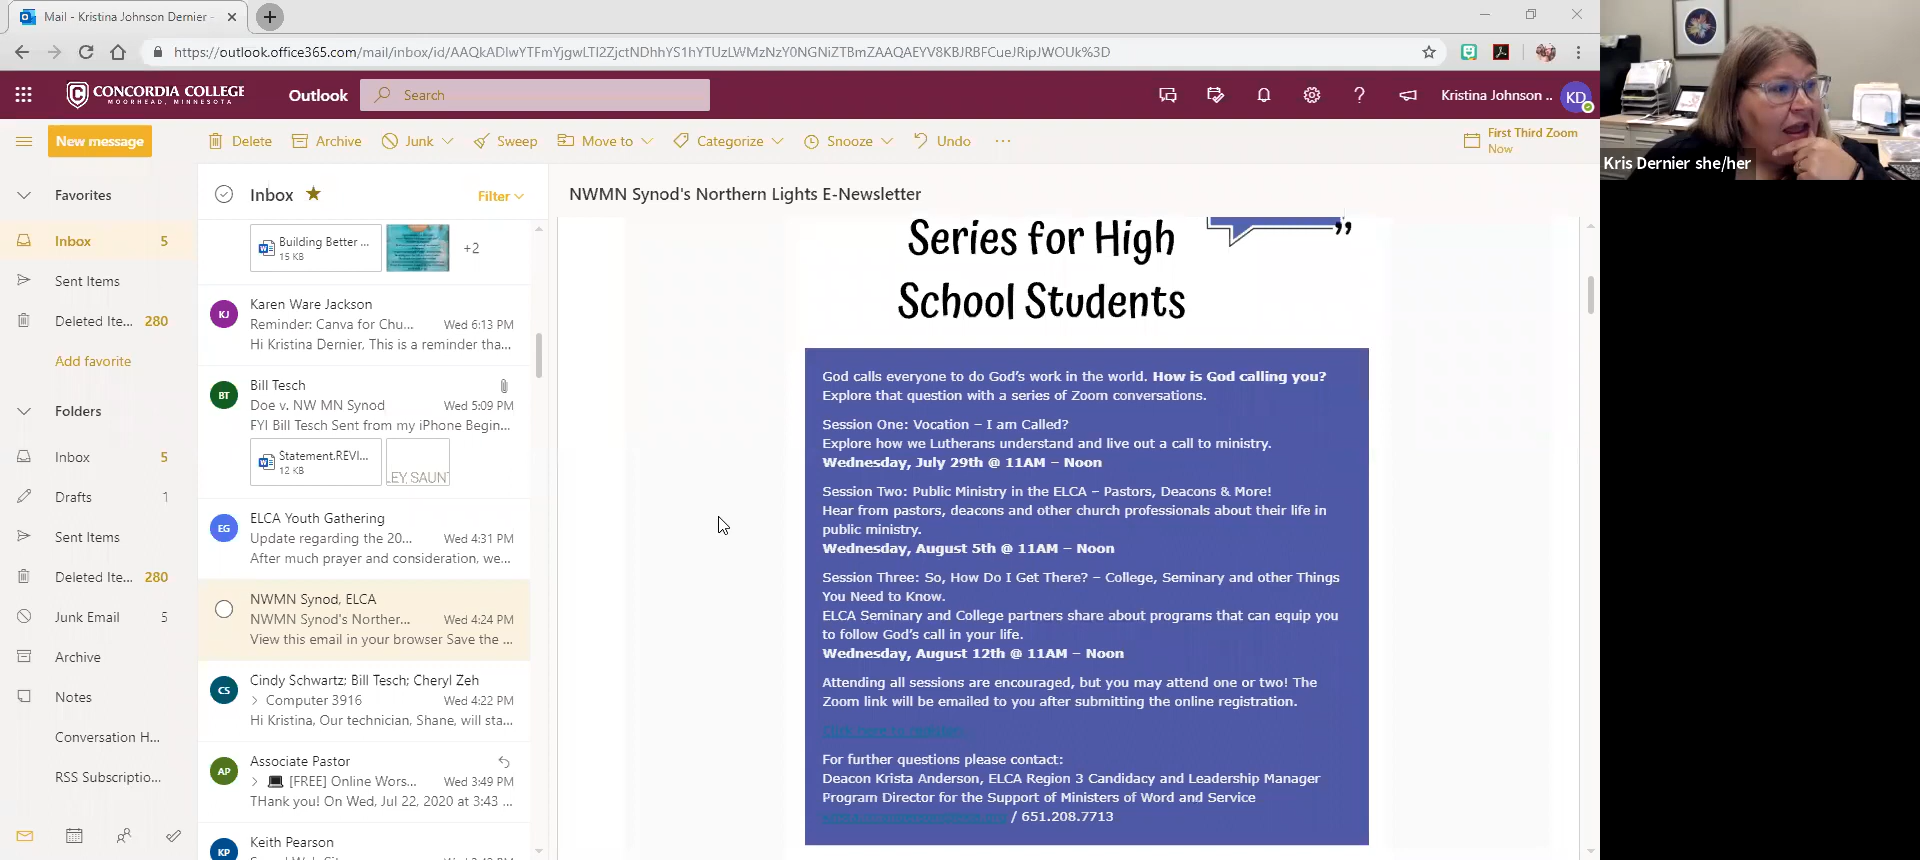 Mail - Kristina Johnson Dernier -
https://outlook.office365.com/mail/inbox/id/AAQkADIwYTFmYjgwLTI2ZjctNDhhYS1hYTUzLWMzNzY0NGNiZTBmZAAQAEYV8KBJRBFCueJRipJWOUk%3D
CONCORDIA COLLEGE
MOORHEAD, MINNESOTA
Outlook
Search
Kristina Johnson ..
KD
New message
Delete
Archive
Junk
Sweep
Move to
Categorize
Snooze
Undo
First Third Zoom
Now
Kris Dernier she/her
Favorites
Inbox 5
Sent Items
Deleted Ite... 280
Add favorite
Folders
Inbox 5
Drafts 1
Sent Items
Deleted Ite... 280
Junk Email 5
Archive
Notes
Conversation H...
RSS Subscriptio...
Inbox
Filter
Building Better ...
15 KB
+2
KJ
Karen Ware Jackson
Reminder: Canva for Chu... Wed 6:13 PM
Hi Kristina Dernier, This is a reminder tha...
BT
Bill Tesch
Doe v. NW MN Synod Wed 5:09 PM
FYI Bill Tesch Sent from my iPhone Begin...
Statement.REVI...
12 KB
LEY, SAUNT
EG
ELCA Youth Gathering
Update regarding the 20... Wed 4:31 PM
After much prayer and consideration, we...
NWMN Synod, ELCA
NWMN Synod's Norther... Wed 4:24 PM
View this email in your browser Save the ...
CS
Cindy Schwartz; Bill Tesch; Cheryl Zeh
Computer 3916 Wed 4:22 PM
Hi Kristina, Our technician, Shane, will sta...
AP
Associate Pastor
[FREE] Online Wors... Wed 3:49 PM
THank you! On Wed, Jul 22, 2020 at 3:43 ...
KP
Keith Pearson
NWMN Synod's Northern Lights E-Newsletter
Series for High
School Students
”
God calls everyone to do God's work in the world. How is God calling you?
Explore that question with a series of Zoom conversations.
Session One: Vocation – I am Called?
Explore how we Lutherans understand and live out a call to ministry.
Wednesday, July 29th @ 11AM – Noon
Session Two: Public Ministry in the ELCA – Pastors, Deacons & More!
Hear from pastors, deacons and other church professionals about their life in
public ministry.
Wednesday, August 5th @ 11AM – Noon
Session Three: So, How Do I Get There? – College, Seminary and other Things
You Need to Know.
ELCA Seminary and College partners share about programs that can equip you
to follow God's call in your life.
Wednesday, August 12th @ 11AM – Noon
Attending all sessions are encouraged, but you may attend one or two! The
Zoom link will be emailed to you after submitting the online registration.
For further questions please contact:
Deacon Krista Anderson, ELCA Region 3 Candidacy and Leadership Manager
Program Director for the Support of Ministers of Word and Service
/ 651.208.7713